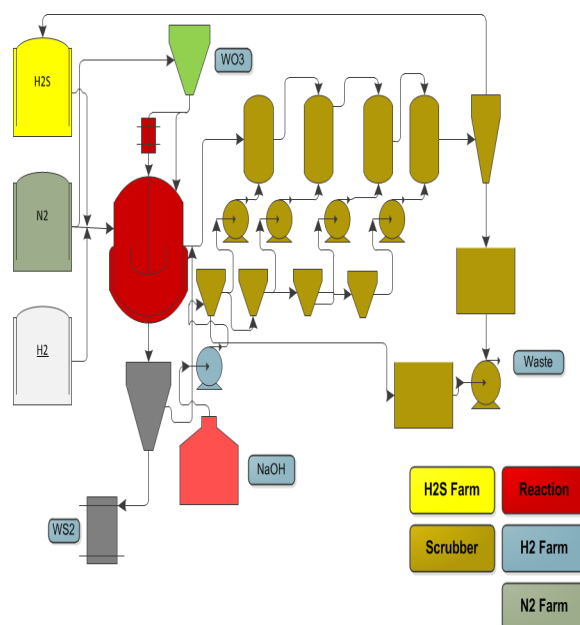 WO3
H2S
N2
H2
Waste
NaOH
WS2
H2S Farm
Reaction
Scrubber
H2 Farm
N2 Farm